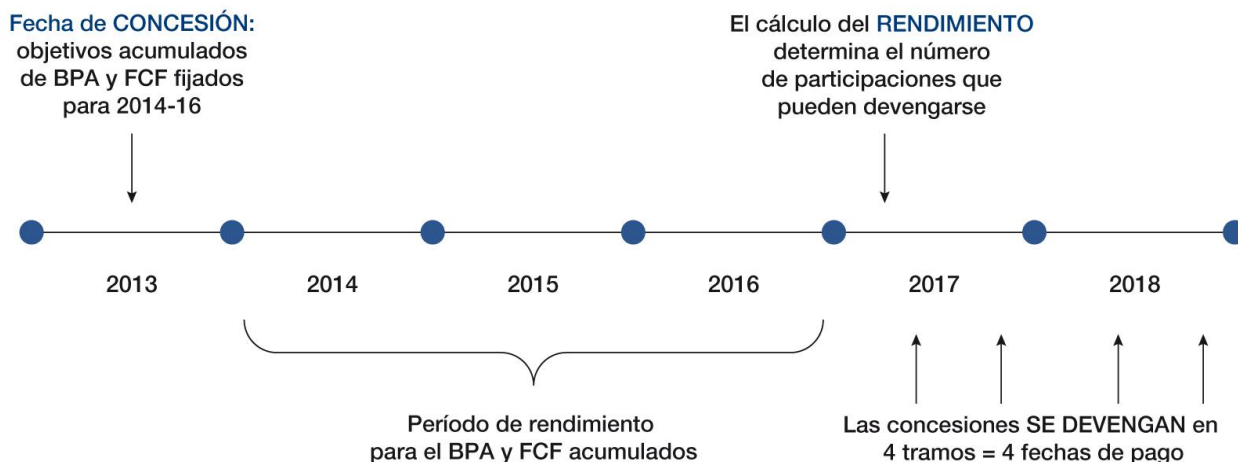 Fecha de CONCESIÓN:
objetivos acumulados
de BPA y FCF fijados
para 2014-16
El cálculo del RENDIMIENTO
determina el número
de participaciones que
pueden devengarse
2013
2014
2015
2016
2017
2018
Período de rendimiento
para el BPA y FCF acumulados
Las concesiones SE DEVENGAN en
4 tramos = 4 fechas de pago